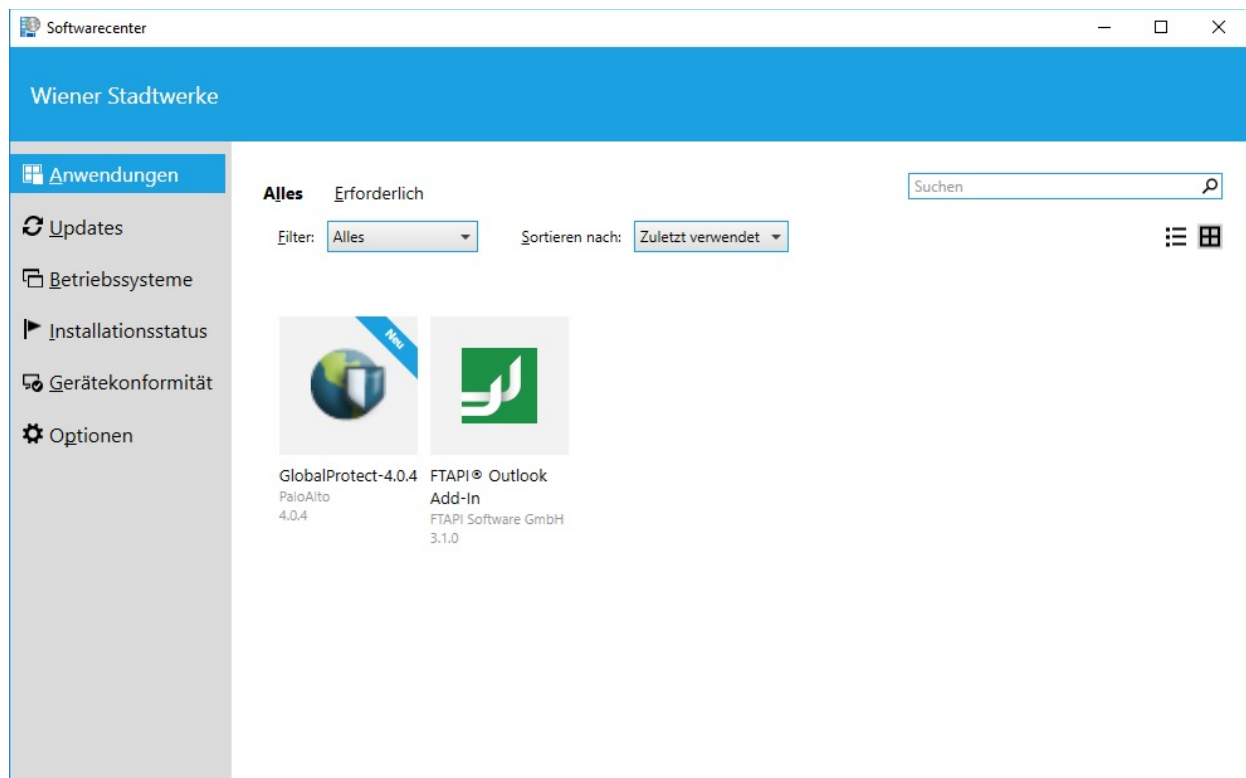 Softwarecenter
Wiener Stadtwerke
Anwendungen
Updates
Betriebssysteme
Installationsstatus
Gerätekonformität
Optionen
Alles Erforderlich
Suchen
Filter: Alles Sortieren nach: Zuletzt verwendet
Neu
GlobalProtect-4.0.4
PaloAlto
4.0.4
FTAPI® Outlook
Add-In
FTAPI Software GmbH
3.1.0